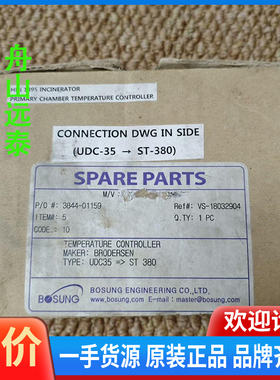 舟山远泰
1995 INCINERATOR
PRIMARY CHAMBER TEMPERATURE CONTROLLER
CONNECTION DWG IN SIDE
(UDC-35 → ST-380)
SPARE PARTS
M/V
P/O #: 3844-01159
Ref#: VS-18032904
ITEM#: 5
Q.TY: 1 PC
CODE.: 10
TEMPERATURE CONTROLLER
MAKER: BRODERSEN
TYPE: UDC35 => ST 380
BOSUNG
BOSUNG ENGINEERING CO.,LTD.
www.bosung.com E-mail : master@bosung.com
价
欢迎
一手货源 原装正品 品牌